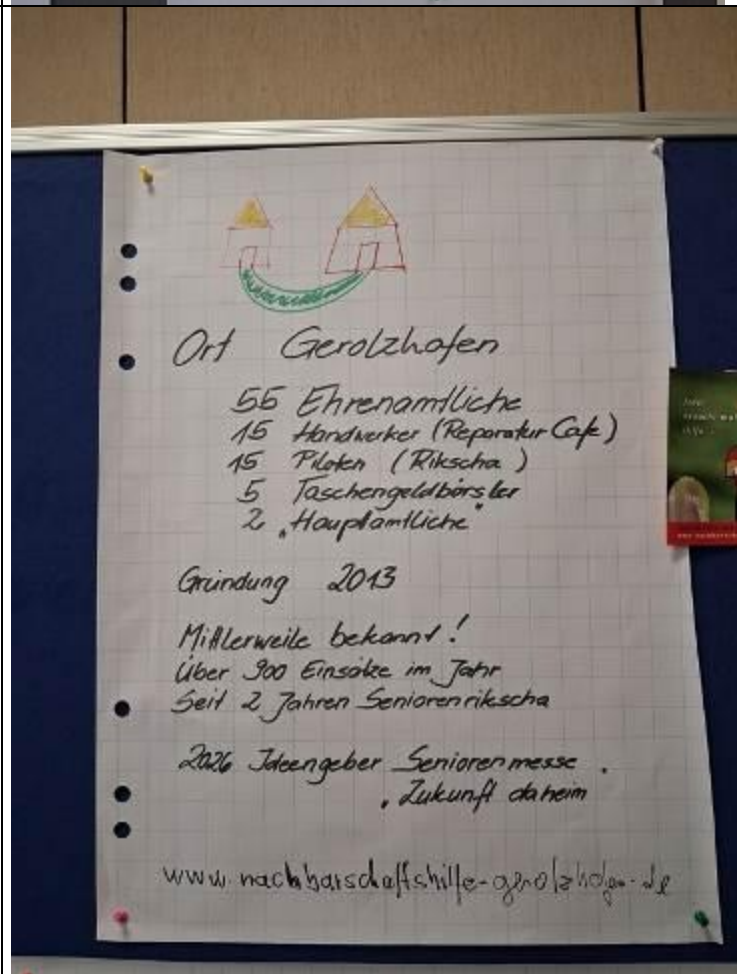 Ort Gerolzhofen
55 Ehrenamtliche
15 Handwerker (Reparatur Cafe)
15 Piloten (Rikscha)
5 Taschengeldbörsler
2 „Hauptamtliche"
Gründung 2013
Mittlerweile bekannt!
Über 900 Einsätze im Jahr
Seit 2 Jahren Seniorenrikscha
2026 Ideengeber Seniorenmesse
„Zukunft daheim
www.nachbarschaftshilfe-gerolzhofen.de